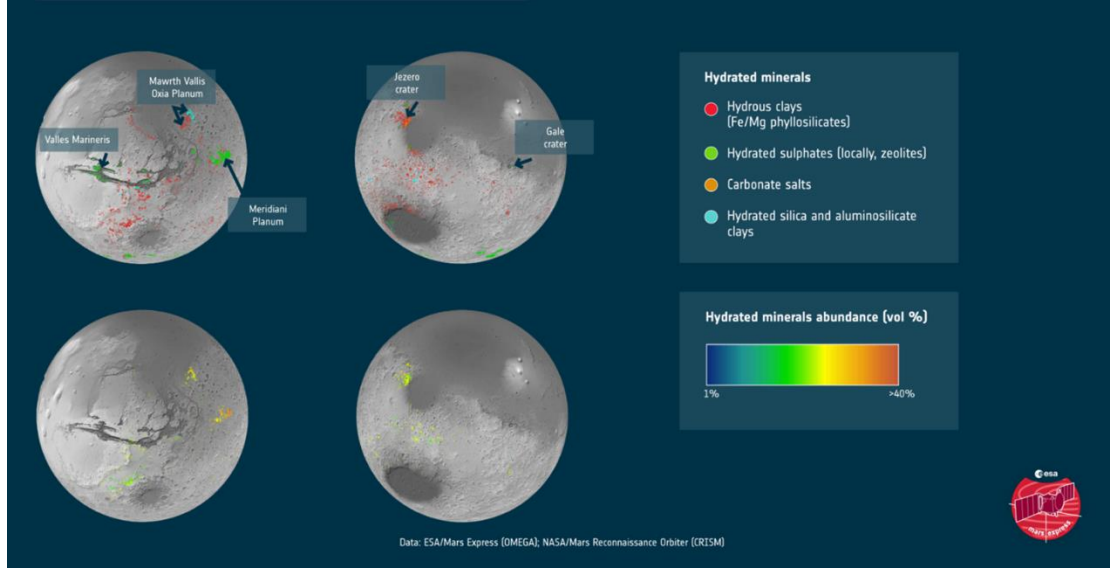 Mawrth Vallis
Oxia Planum
Valles Marineris
Meridiani
Planum
Jezero
crater
Gale
crater
Hydrated minerals
Hydrous clays
(Fe/Mg phyllosilicates)
Hydrated sulphates (locally, zeolites)
Carbonate salts
Hydrated silica and aluminosilicate
clays
Hydrated minerals abundance (vol %)
1%
>40%
esa
mars express
Data: ESA/Mars Express (OMEGA); NASA/Mars Reconnaissance Orbiter (CRISM)